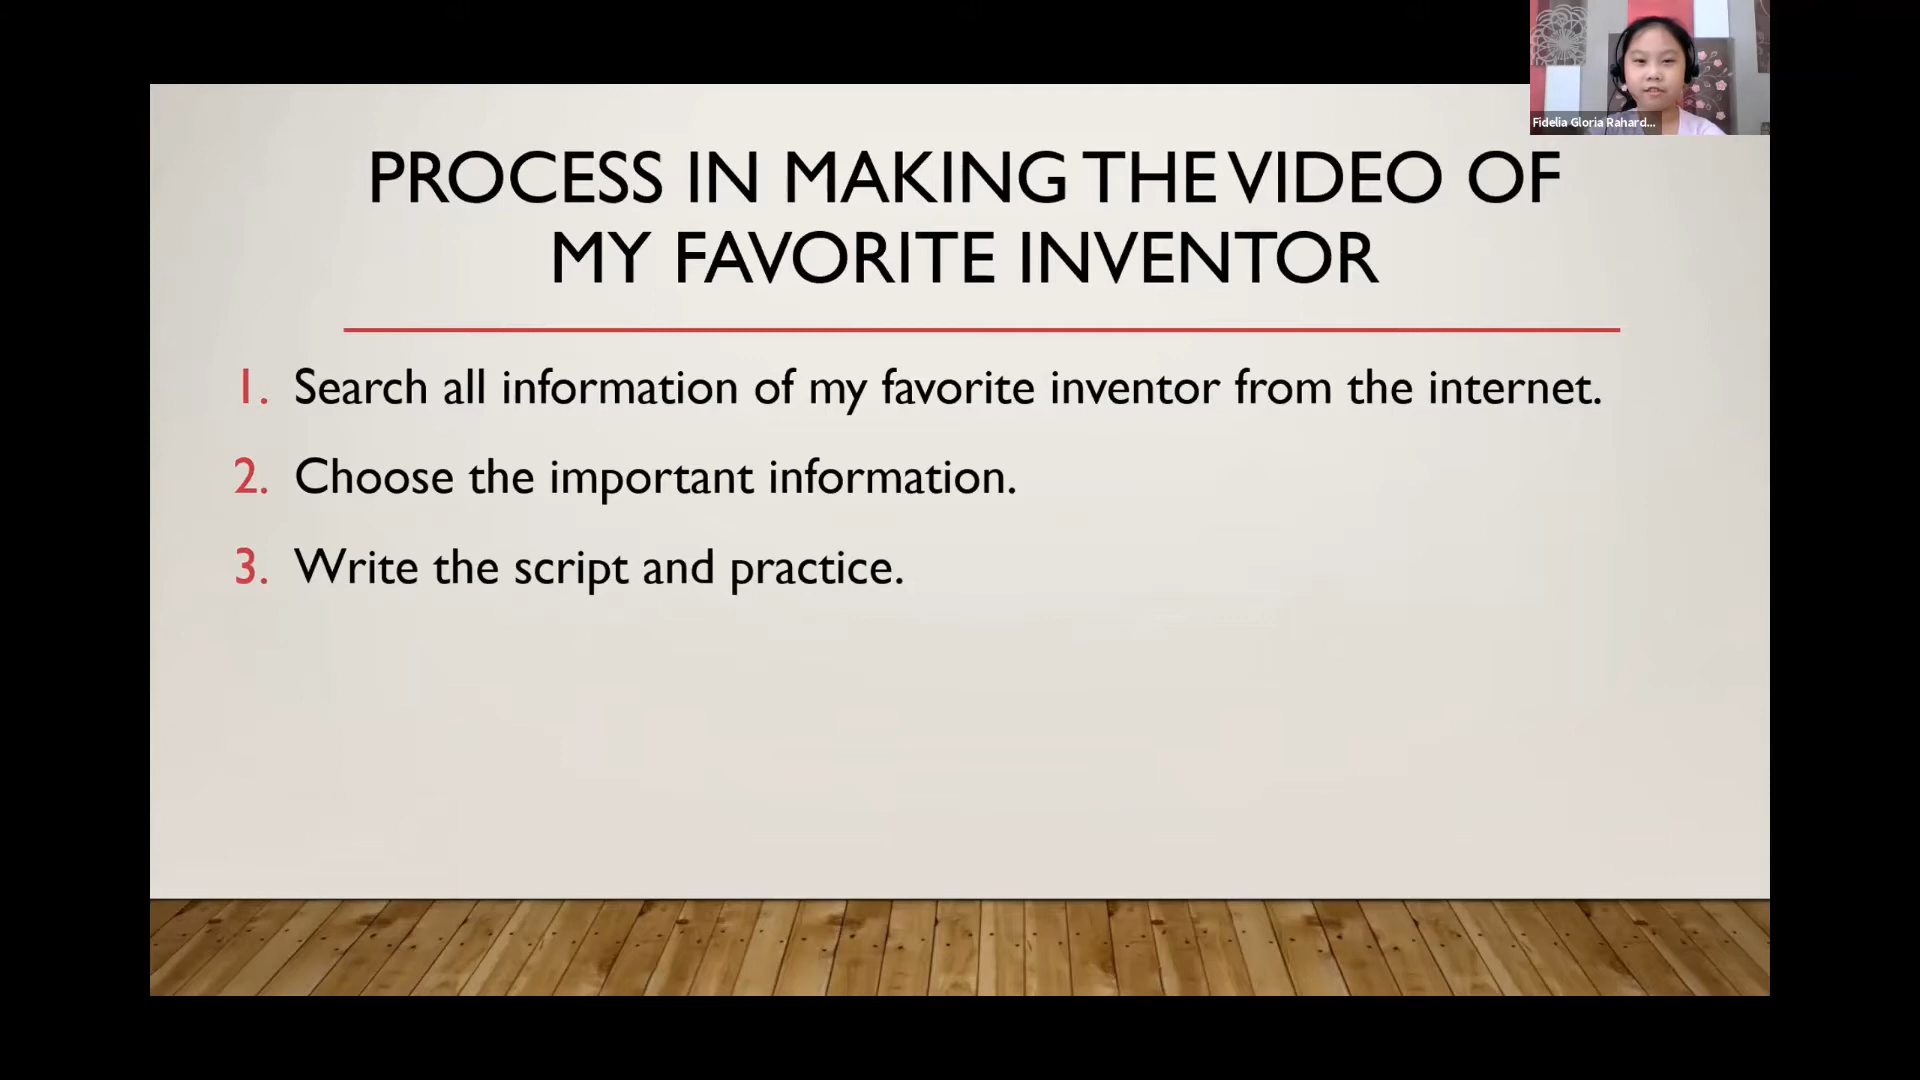 Fidelia Gloria Rahard...
PROCESS IN MAKING THE VIDEO OF
MY FAVORITE INVENTOR
1. Search all information of my favorite inventor from the internet.
2. Choose the important information.
3. Write the script and practice.